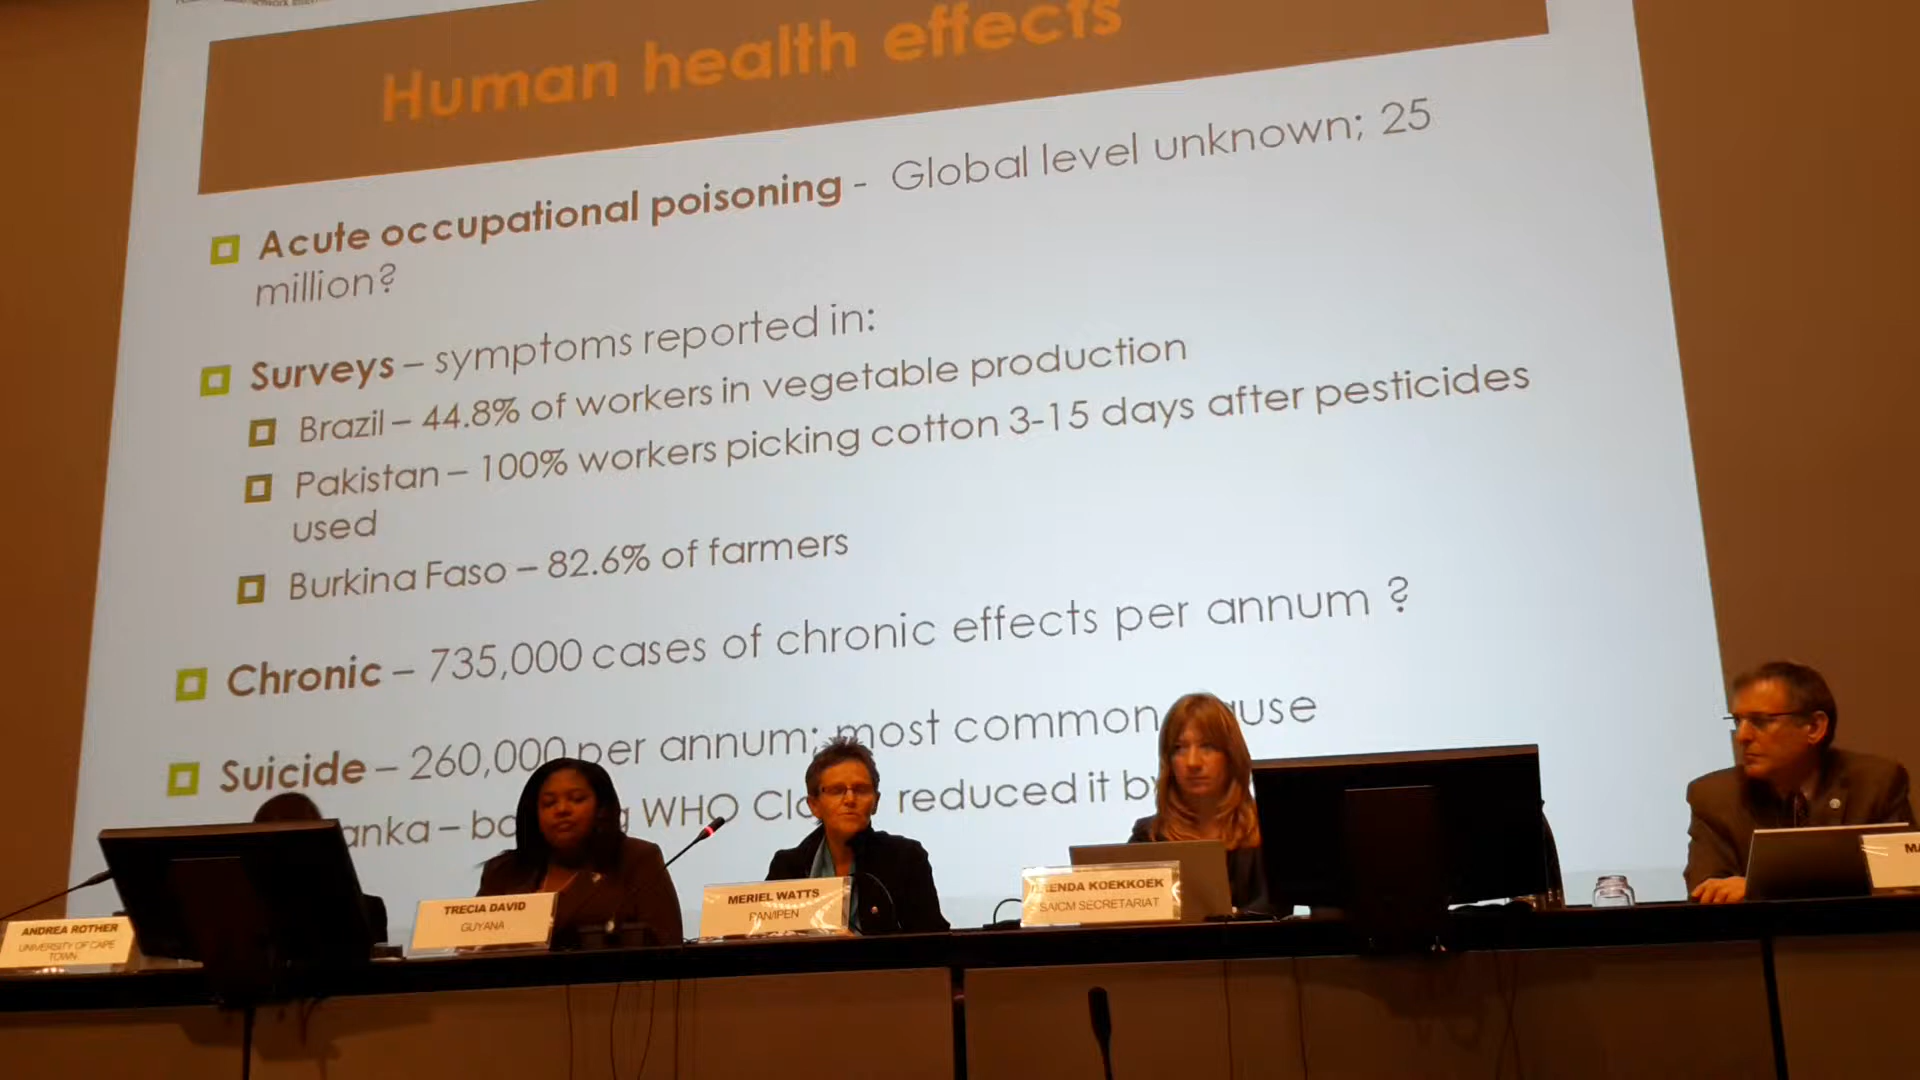 Human health effects
Acute occupational poisoning - Global level unknown; 25
million?
Surveys – symptoms reported in:
Brazil – 44.8% of workers in vegetable production
Pakistan – 100% workers picking cotton 3-15 days after pesticides
used
Burkina Faso – 82.6% of farmers
Chronic – 735,000 cases of chronic effects per annum ?
Suicide – 260,000 per annum; most common
anka – WHO reduced it by
ANDREA ROTHER
UNIVERSITY OF CAPE
TOWN
TRECIA DAVID
GUYANA
MERIEL WATTS
PAN/IPEN
KOEKKOEK
SAICM SECRETARIAT